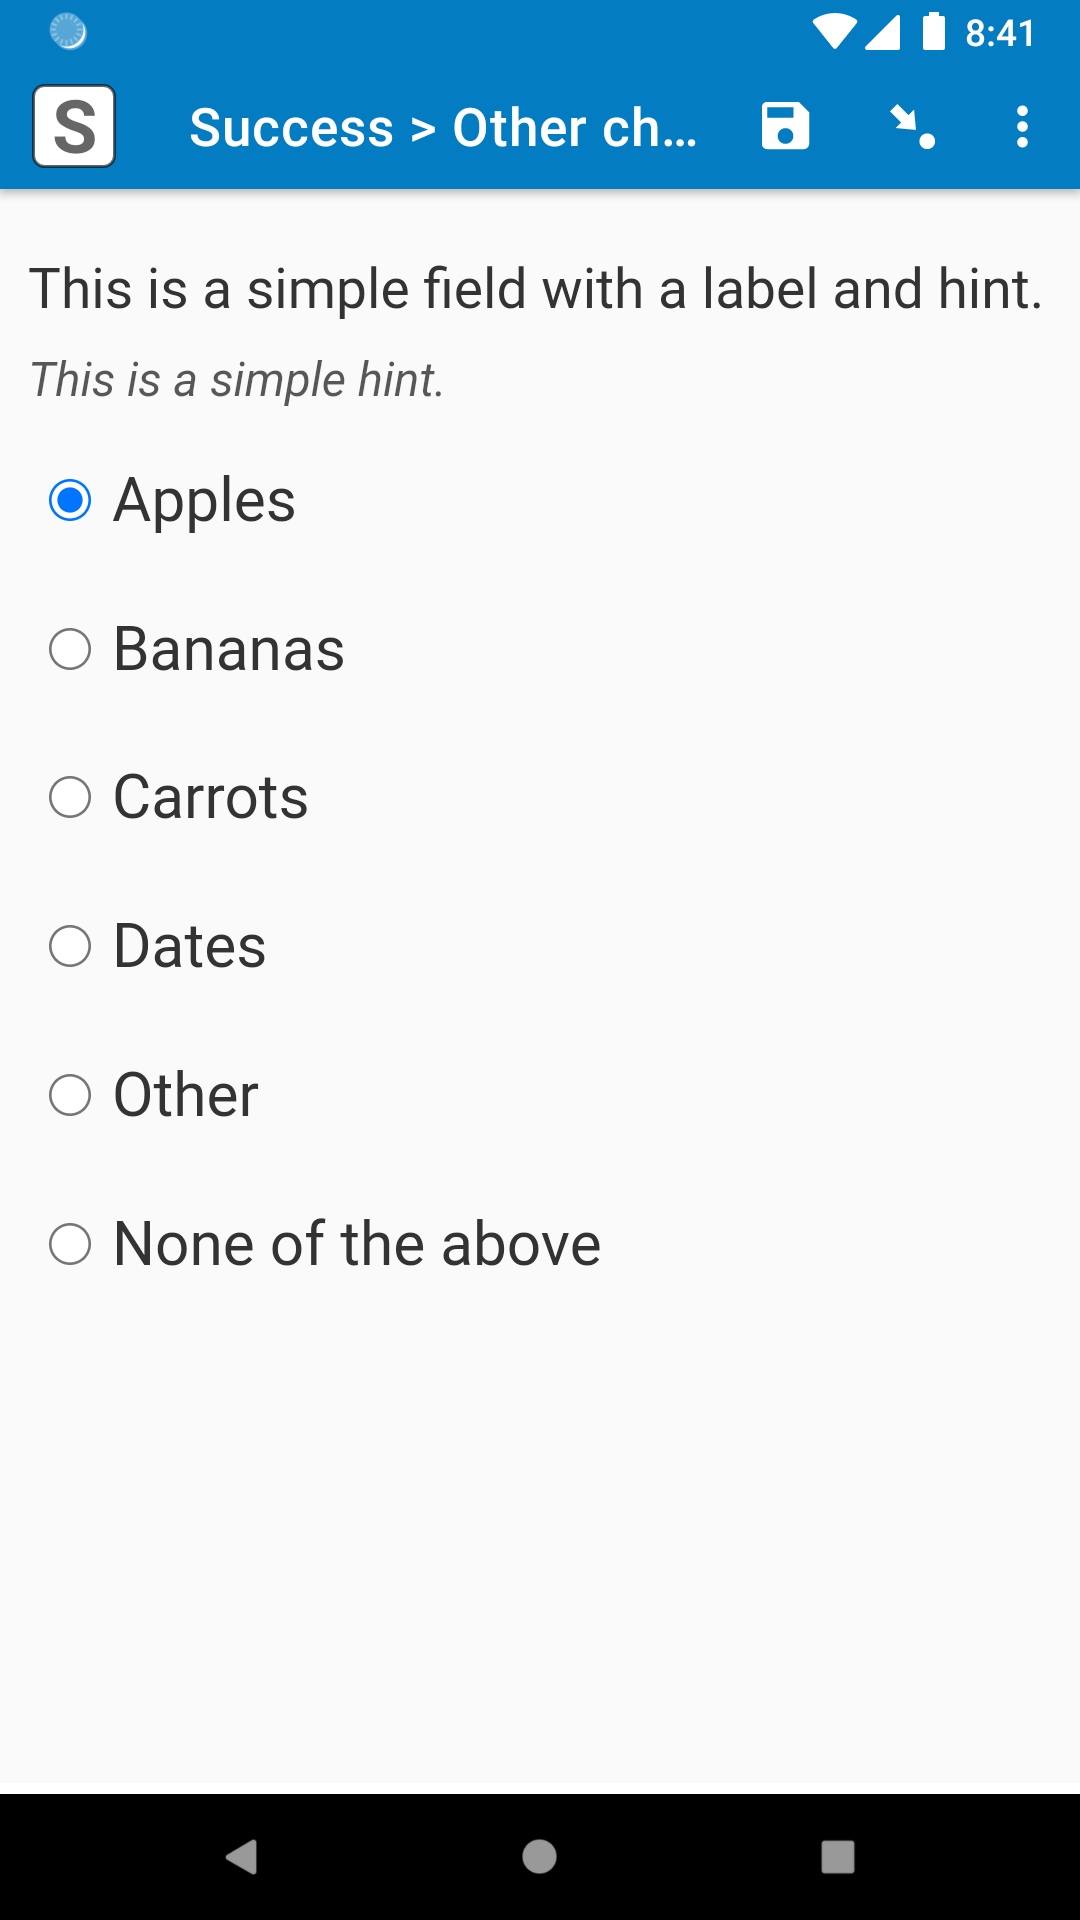 8:41
S
Success > Other ch...
This is a simple field with a label and hint.
This is a simple hint.
Apples
Bananas
Carrots
Dates
Other
None of the above